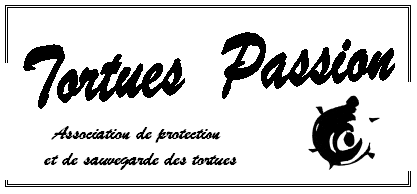 Tortues Passion
Association de protection
et de sauvegarde des tortues